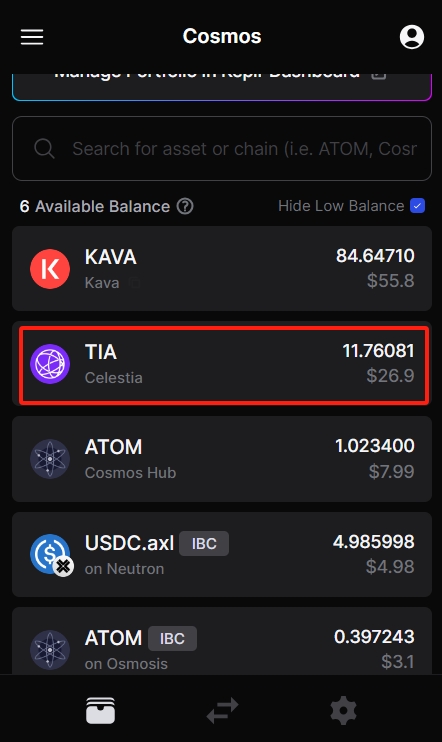 Cosmos
Manage Portfolio in Keplr Dashboard
Search for asset or chain (i.e. ATOM, Cosr
6 Available Balance
Hide Low Balance
KAVA
84.64710
Kava
$55.8
TIA
11.76081
Celestia
$26.9
ATOM
1.023400
Cosmos Hub
$7.99
USDC.axl IBC
4.985998
on Neutron
$4.98
ATOM IBC
0.397243
on Osmosis
$3.1